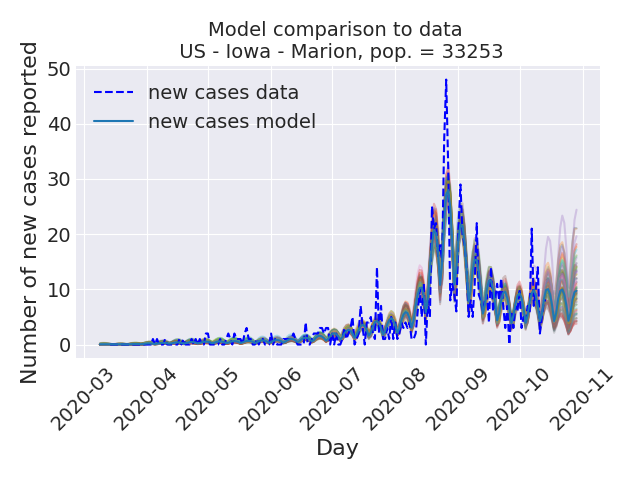 Model comparison to data
US - Iowa - Marion, pop. = 33253
Number of new cases reported
50
40
30
20
10
0
new cases data
new cases model
2020-03
2020-04
2020-05
2020-06
2020-07
2020-08
2020-09
2020-10
2020-11
Day